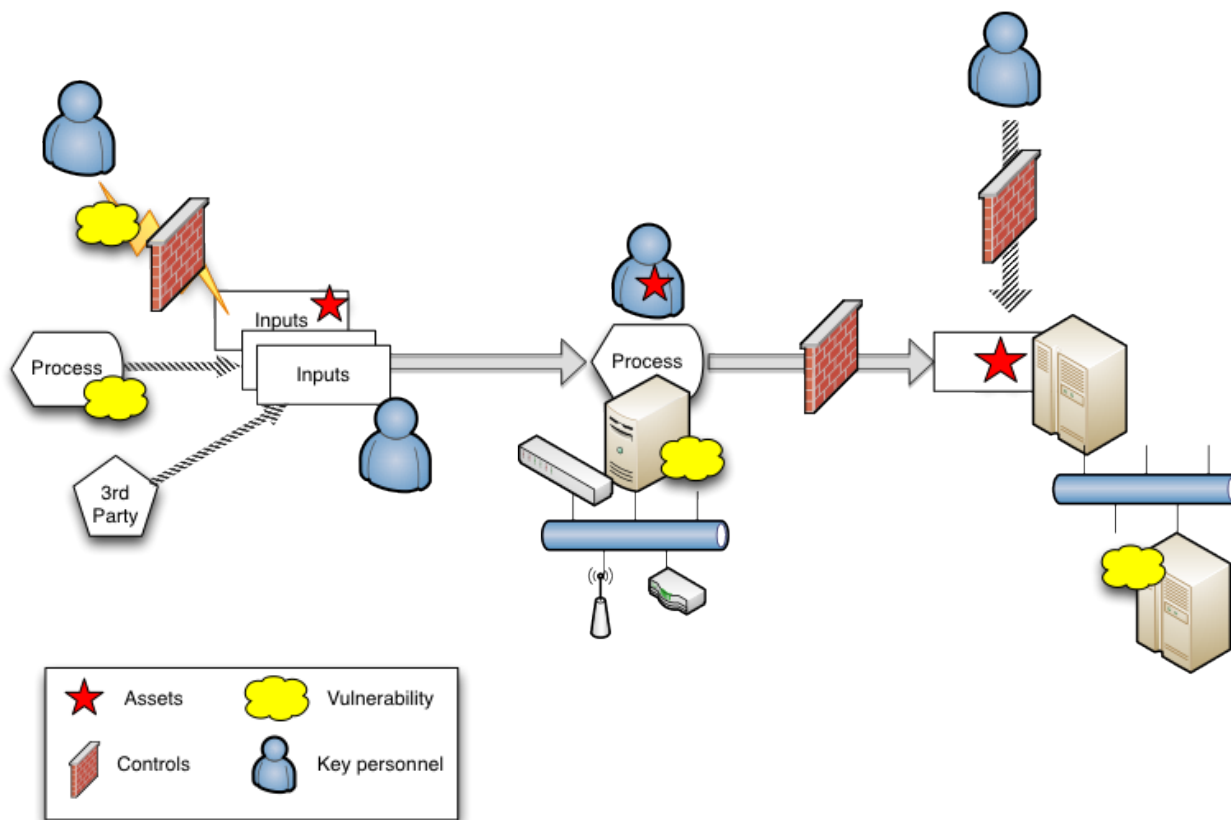 Inputs
Process
Inputs
Process
3rd
Party
Assets
Vulnerability
Controls
Key personnel